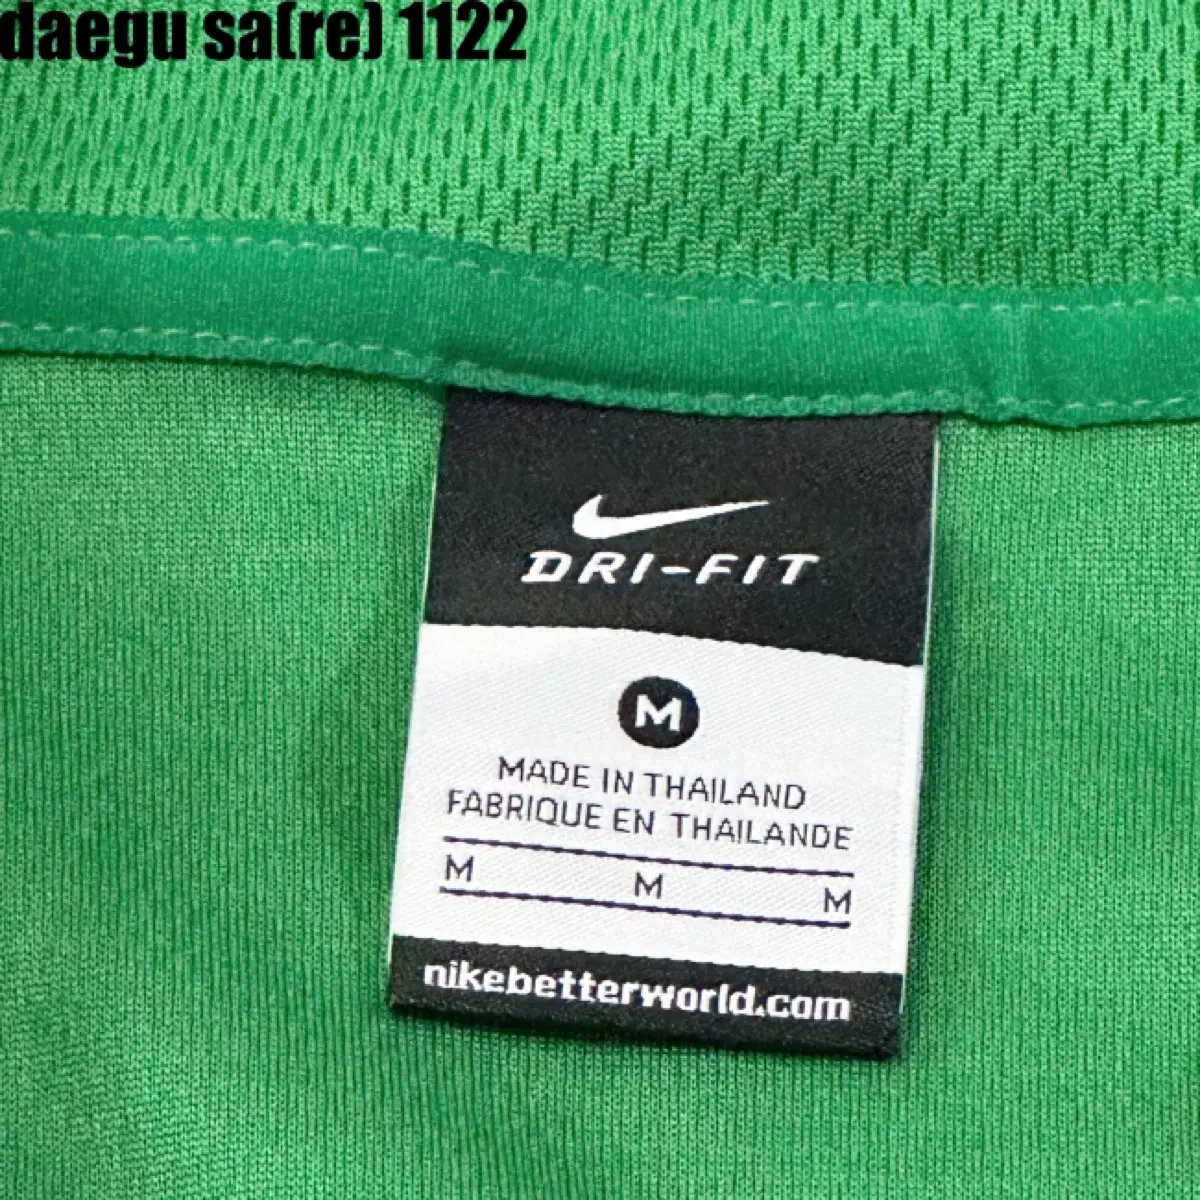 daegu sa(re) 1122
DRI-FIT
M
MADE IN THAILAND
FABRIQUE EN THAILANDE
M M M
nikebetterworld.com